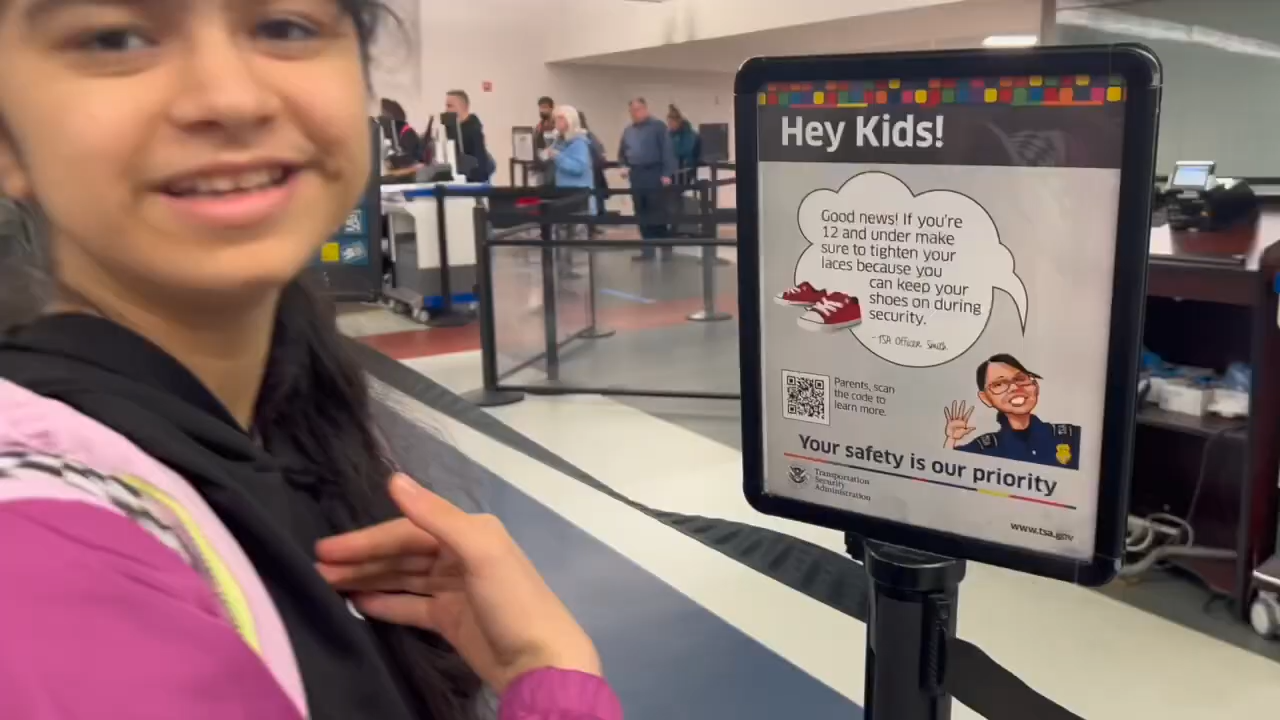 Hey Kids!
Good news! If you're
12 and under make
sure to tighten your
laces because you
can keep your
shoes on during
security.
- TSA Officer Smith
Parents, scan
the code to
learn more.
Your safety is our priority
Transportation
Security
Administration
www.tsa.gov